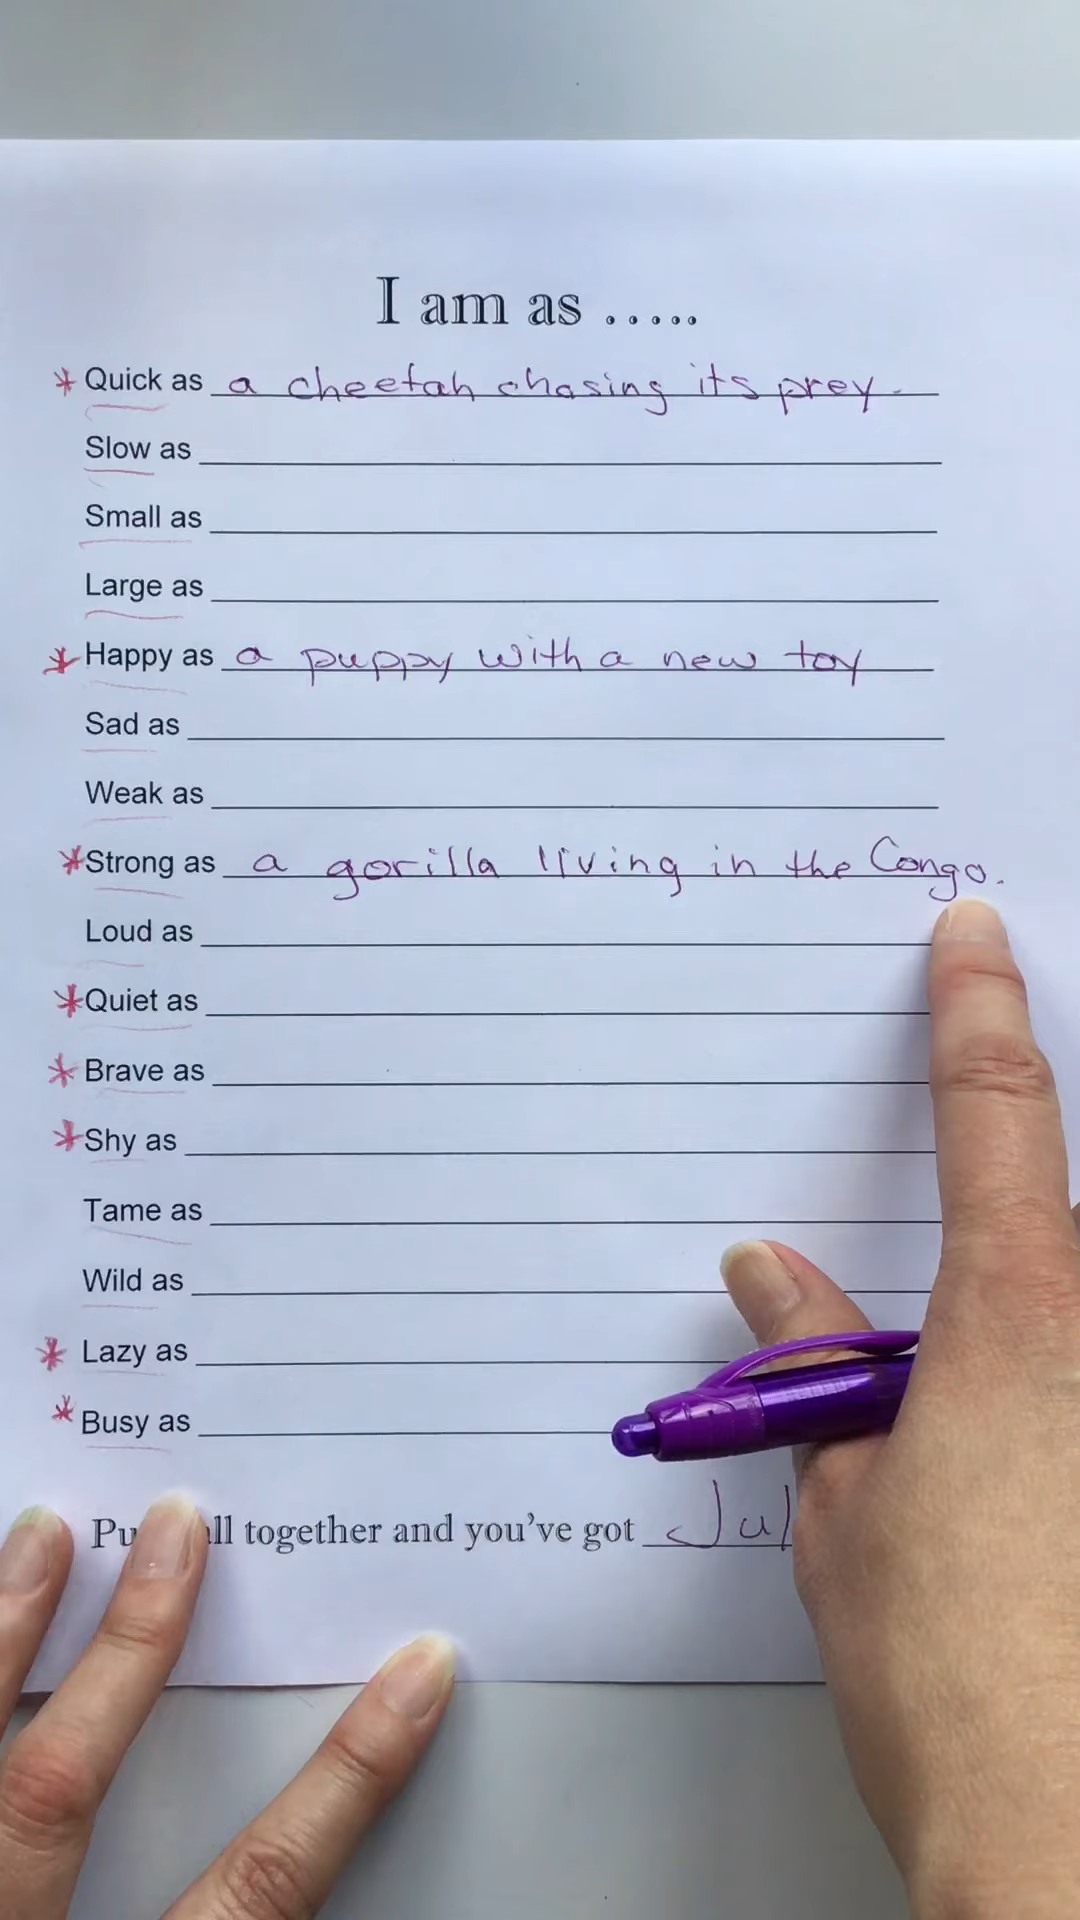 I am as .....
* Quick as a cheetah chasing its prey.
Slow as
Small as
Large as
* Happy as a puppy with a new toy
Sad as
Weak as
* Strong as a gorilla living in the Congo.
Loud as
* Quiet as
* Brave as
* Shy as
Tame as
Wild as
* Lazy as
* Busy as
all together and you've got